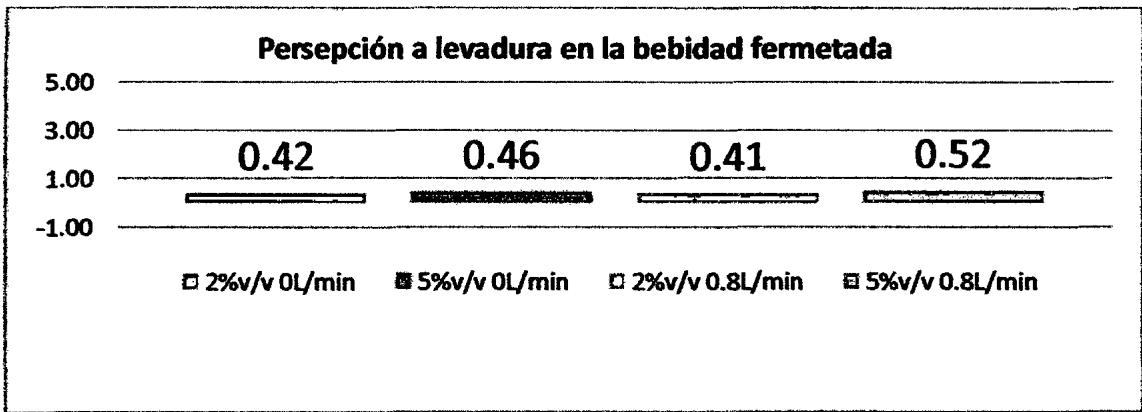 Persepción a levadura en la bebidad fermetada
5.00
3.00
0.42 0.46 0.41 0.52
1.00
-1.00
2%v/v 0L/min 5%v/v 0L/min 2%v/v 0.8L/min 5%v/v 0.8L/min